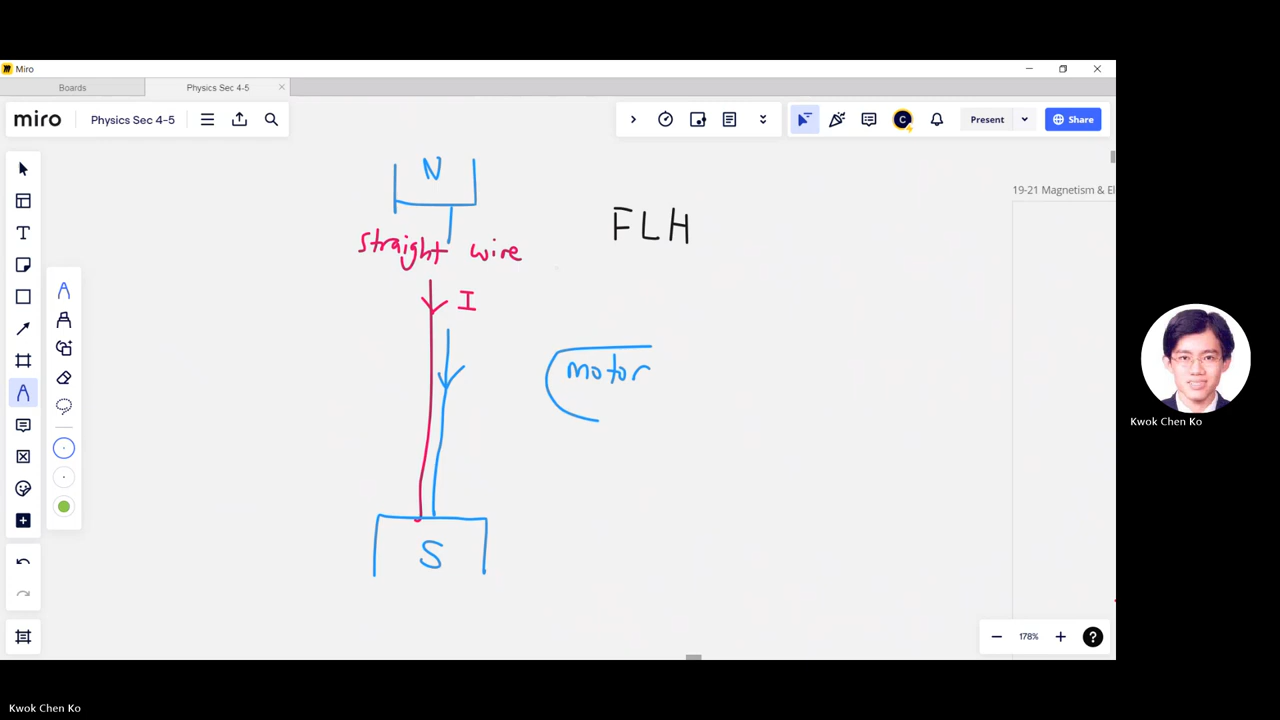 Miro
Boards
Physics Sec 4-5
miro
Physics Sec 4-5
C
Present
Share
19-21 Magnetism & El
N
FLH
straight wire
I
motor
S
Kwok Chen Ko
178%
?
Kwok Chen Ko